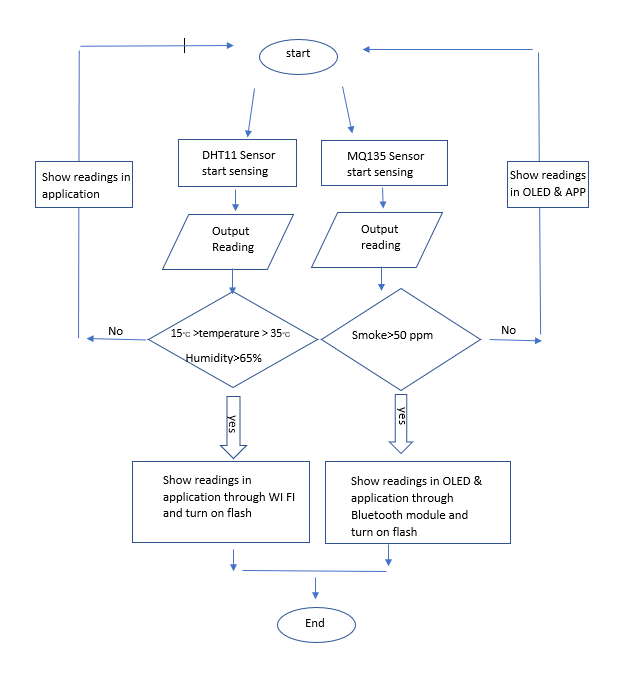 start
DHT11 Sensor
start sensing
MQ135 Sensor
start sensing
Show readings in
application
Show readings
in OLED & APP
Output
Reading
Output
reading
No
15°C >temperature > 35°C
Humidity>65%
Smoke>50 ppm
No
yes
yes
Show readings in
application through WI FI
and turn on flash
Show readings in OLED &
application through
Bluetooth module and
turn on flash
End